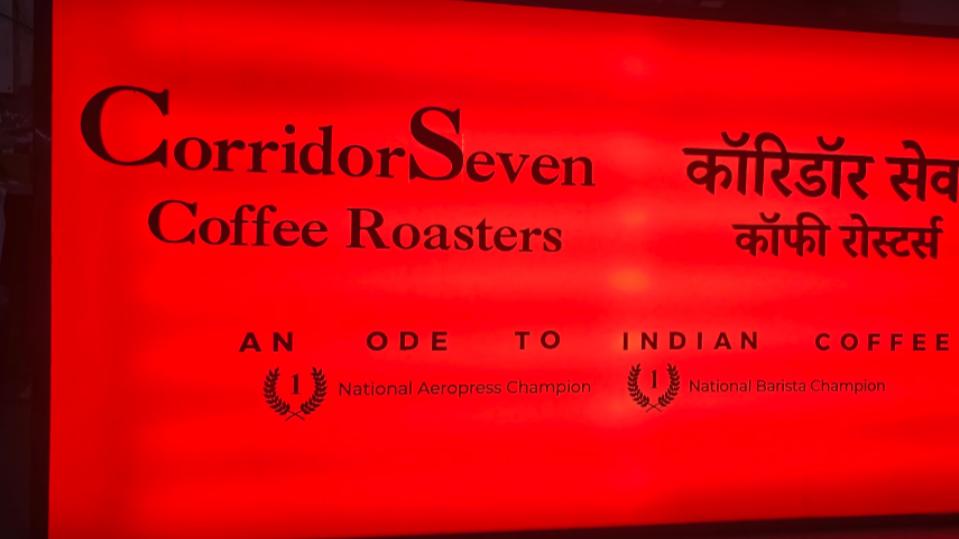 CorridorSeven
Coffee Roasters
कॉरिडॉर सेव
कॉफी रोस्टर्स
AN ODE TO INDIAN COFFEE
1 National Aeropress Champion
1 National Barista Champion